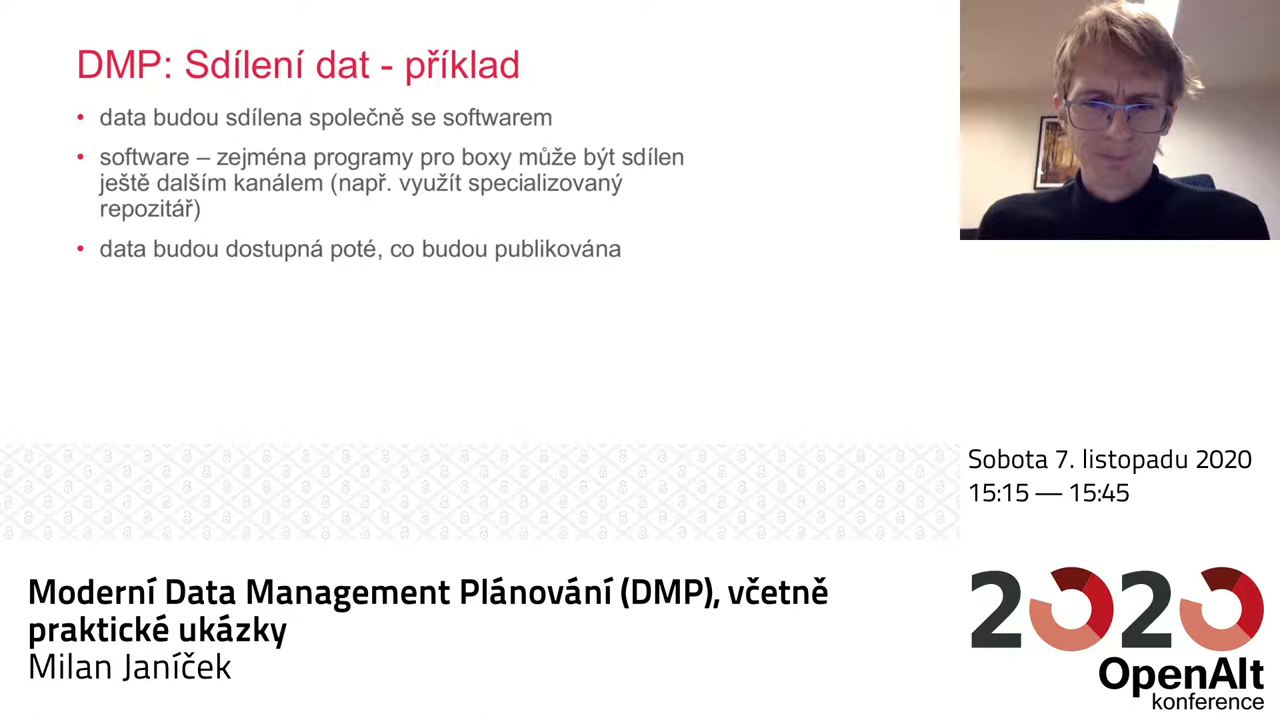 DMP: Sdílení dat - příklad
• data budou sdílena společně se softwarem
• software – zejména programy pro boxy může být sdílen
ještě dalším kanálem (např. využít specializovaný
repozitář)
• data budou dostupná poté, co budou publikována
Sobota 7. listopadu 2020
15:15 — 15:45
Moderní Data Management Plánování (DMP), včetně
praktické ukázky
Milan Janíček
2020
OpenAlt
konference